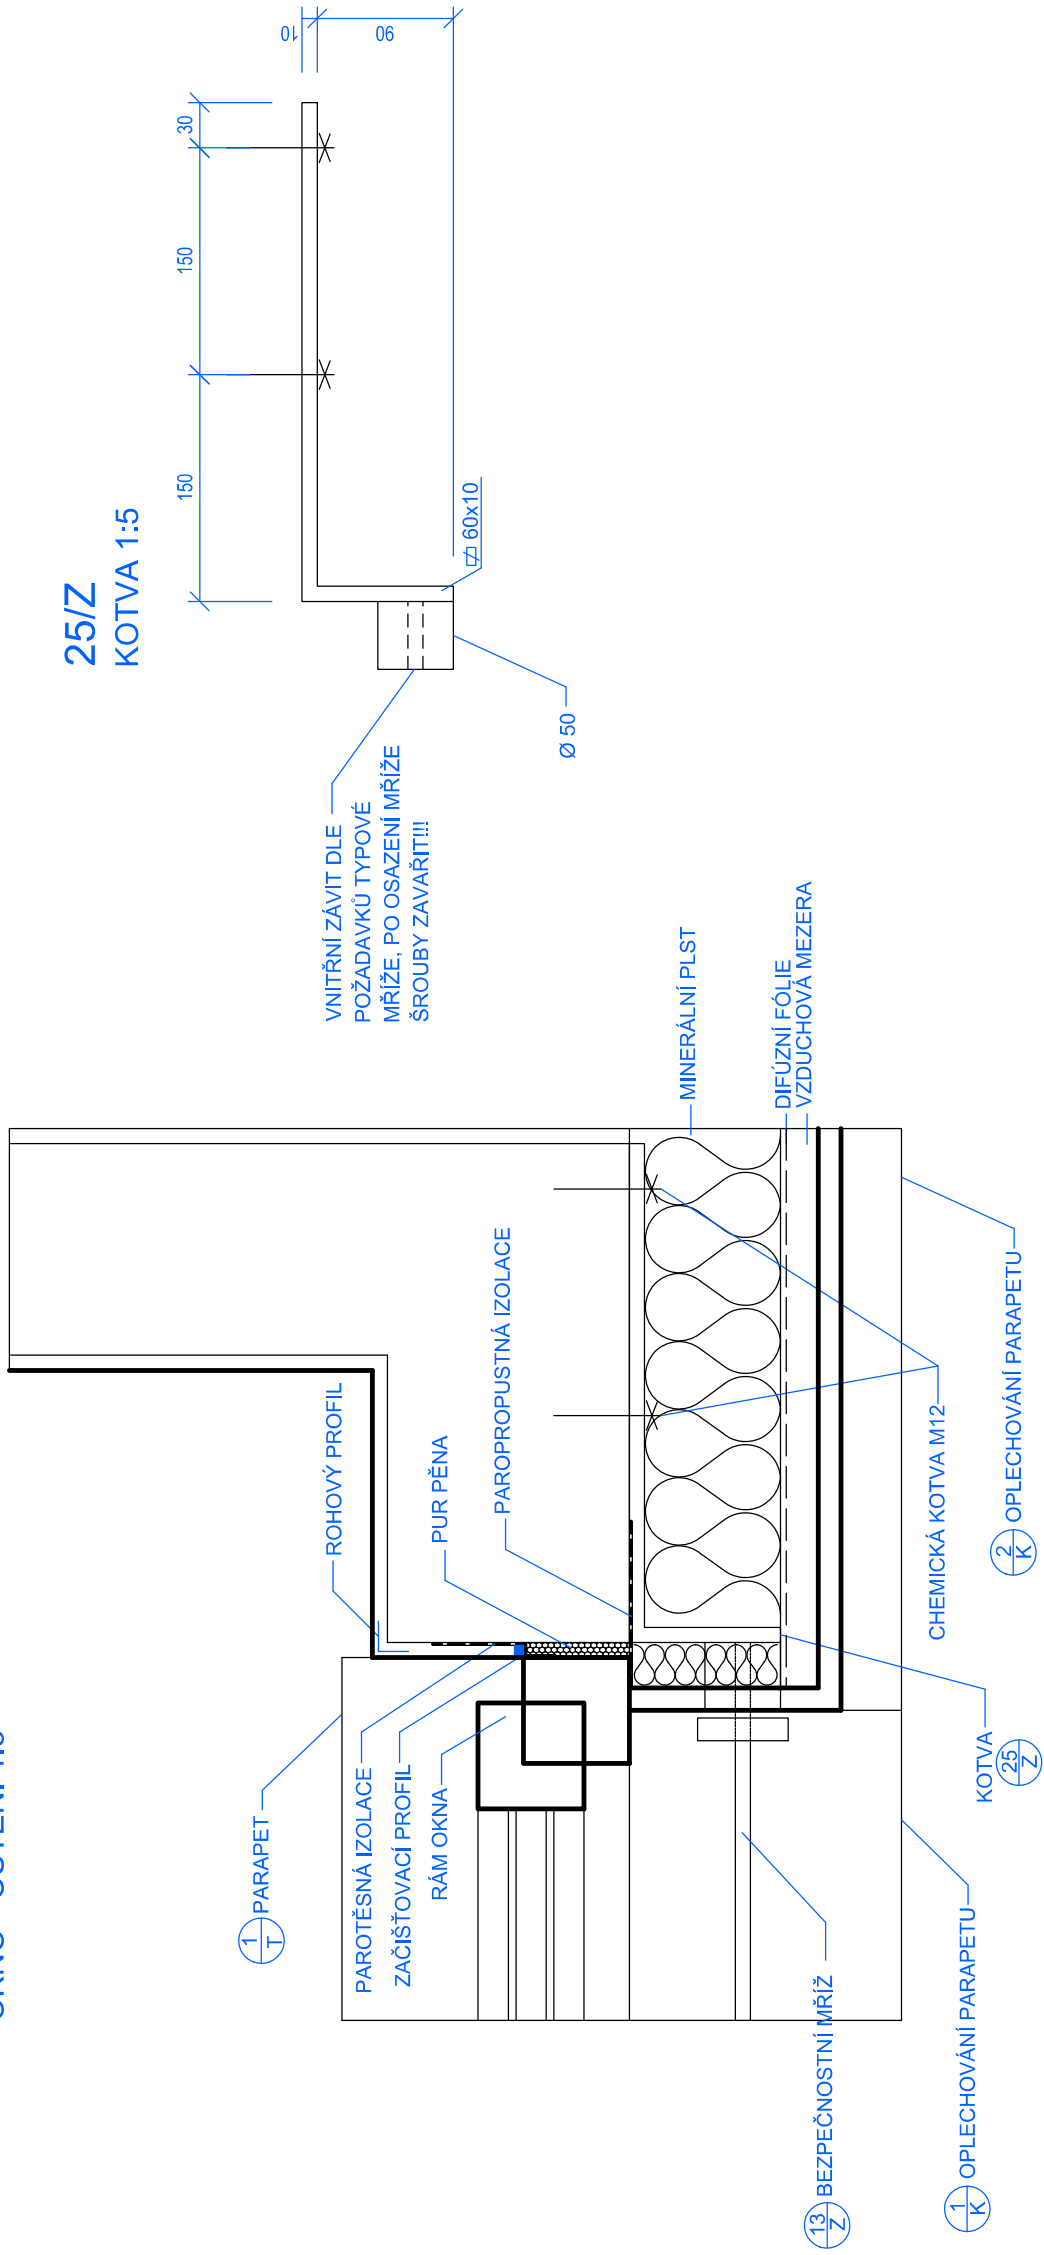 25/Z
KOTVA 1:5
150
150
30
10
90
60x10
Ø 50
VNITŘNÍ ZÁVIT DLE
POŽADAVKŮ TYPOVÉ
MŘÍŽE, PO OSAZENÍ MŘÍŽE
ŠROUBY ZAVAŘIT!!!
1
T
PARAPET
ROHOVÝ PROFIL
PAROTĚSNÁ IZOLACE
ZAČIŠŤOVACÍ PROFIL
RÁM OKNA
PUR PĚNA
PAROPROPUSTNÁ IZOLACE
MINERÁLNÍ PLST
DIFÚZNÍ FÓLIE
VZDUCHOVÁ MEZERA
13
Z
BEZPEČNOSTNÍ MŘÍŽ
1
K
OPLECHOVÁNÍ PARAPETU
KOTVA
25
Z
CHEMICKÁ KOTVA M12
2
K
OPLECHOVÁNÍ PARAPETU